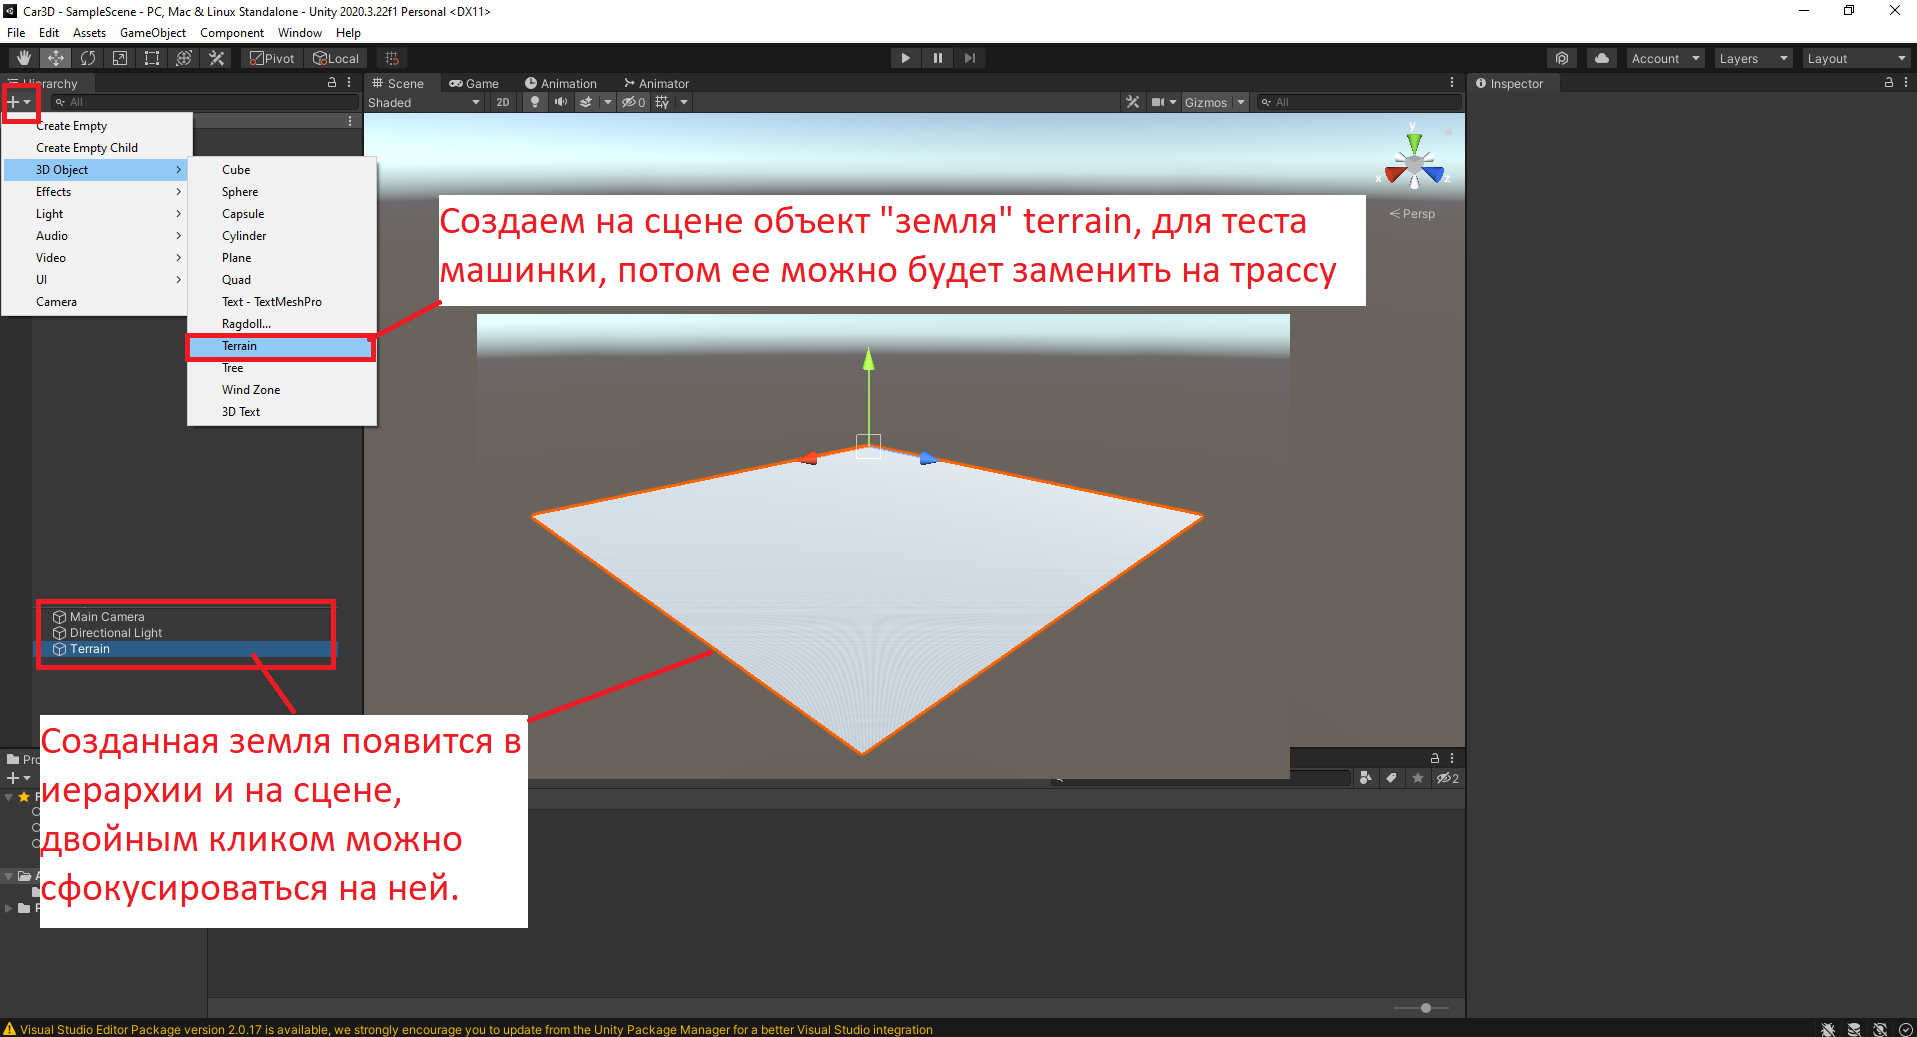 Car3D - SampleScene - PC, Mac & Linux Standalone - Unity 2020.3.22f1 Personal <DX11>
File Edit Assets GameObject Component Window Help
Pivot Local Account Layers Layout
Hierarchy
All
Create Empty
Create Empty Child
3D Object
Effects
Light
Audio
Video
UI
Camera
Cube
Sphere
Capsule
Cylinder
Plane
Quad
Text - TextMeshPro
Ragdoll...
Terrain
Tree
Wind Zone
3D Text
Scene Game Animation Animator
Shaded 2D 0 Gizmos All
y
x z
Persp
Inspector
Создаем на сцене объект "земля" terrain, для теста
машинки, потом ее можно будет заменить на трассу
Main Camera
Directional Light
Terrain
Созданная земля появится в
иерархии и на сцене,
двойным кликом можно
сфокусироваться на ней.
2
Visual Studio Editor Package version 2.0.17 is available, we strongly encourage you to update from the Unity Package Manager for a better Visual Studio integration